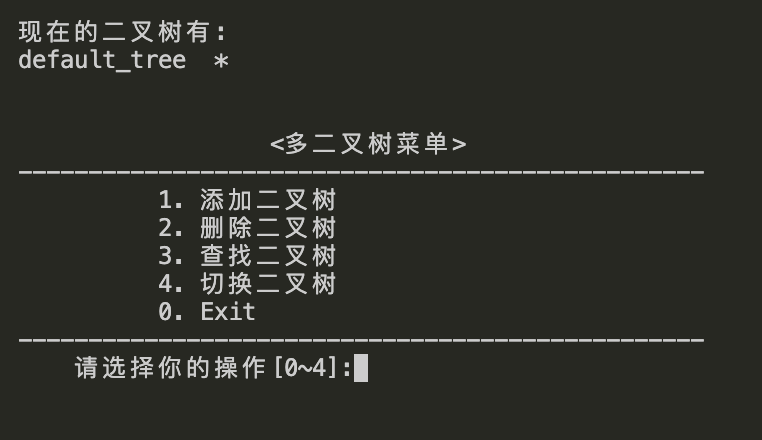 现在的二叉树有:
default_tree  *
<多二叉树菜单>
-------------------------------------------------
1. 添加二叉树
2. 删除二叉树
3. 查找二叉树
4. 切换二叉树
0. Exit
-------------------------------------------------
请选择你的操作[0~4]: